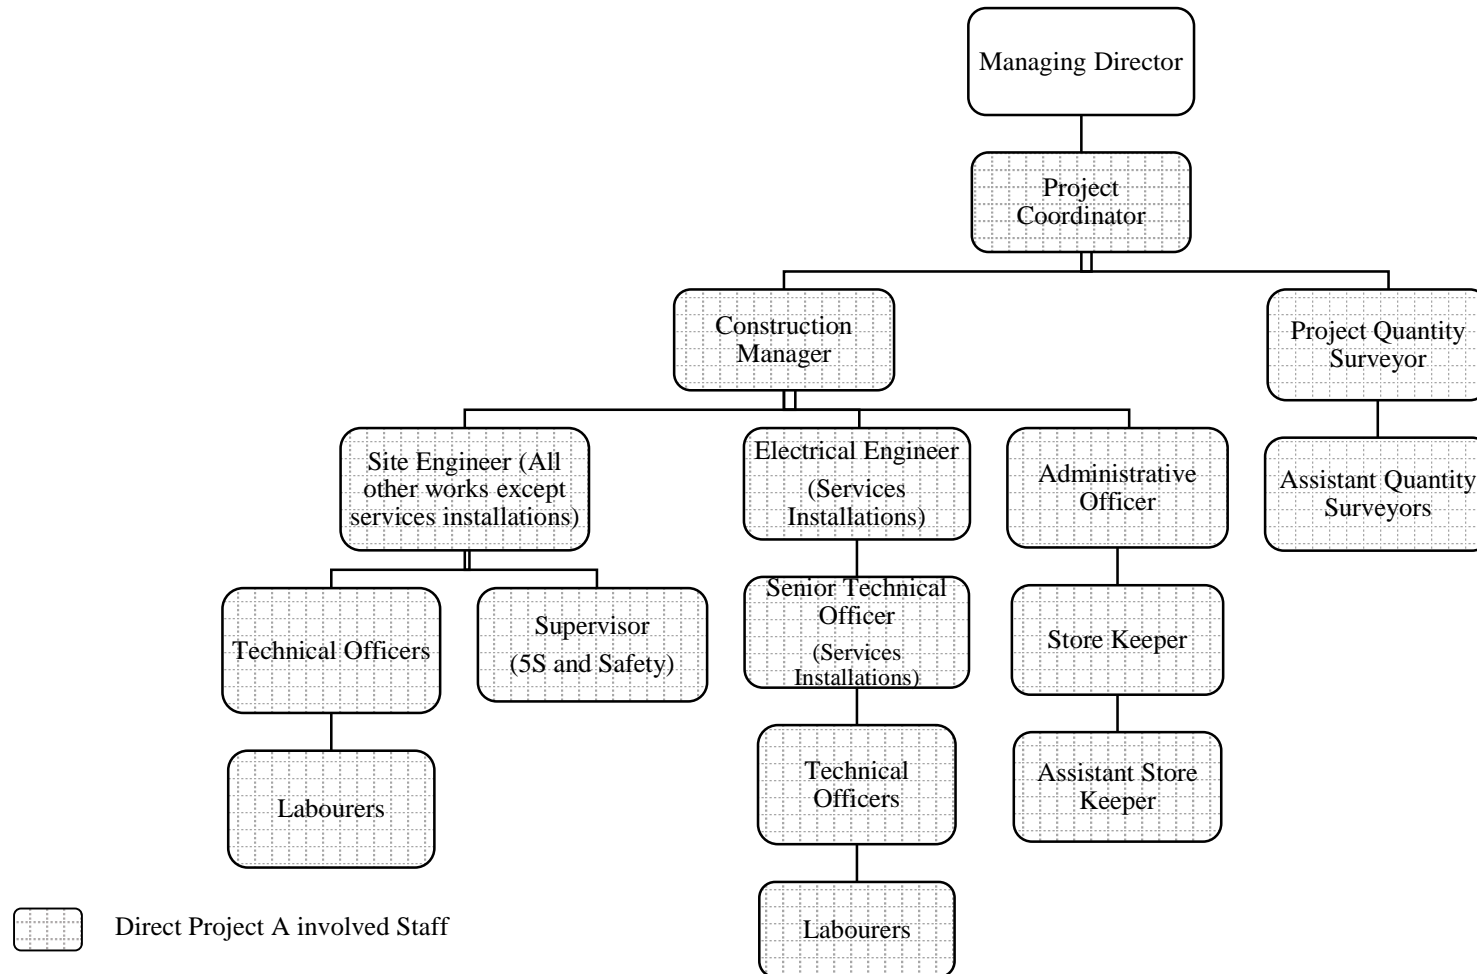 Managing Director
Project
Coordinator
Construction
Manager
Project Quantity
Surveyor
Site Engineer (All
other works except
services installations)
Electrical Engineer
(Services
Installations)
Administrative
Officer
Assistant Quantity
Surveyors
Technical Officers
Supervisor
(5S and Safety)
Senior Technical
Officer
(Services
Installations)
Store Keeper
Labourers
Technical
Officers
Assistant Store
Keeper
Labourers
Direct Project A involved Staff